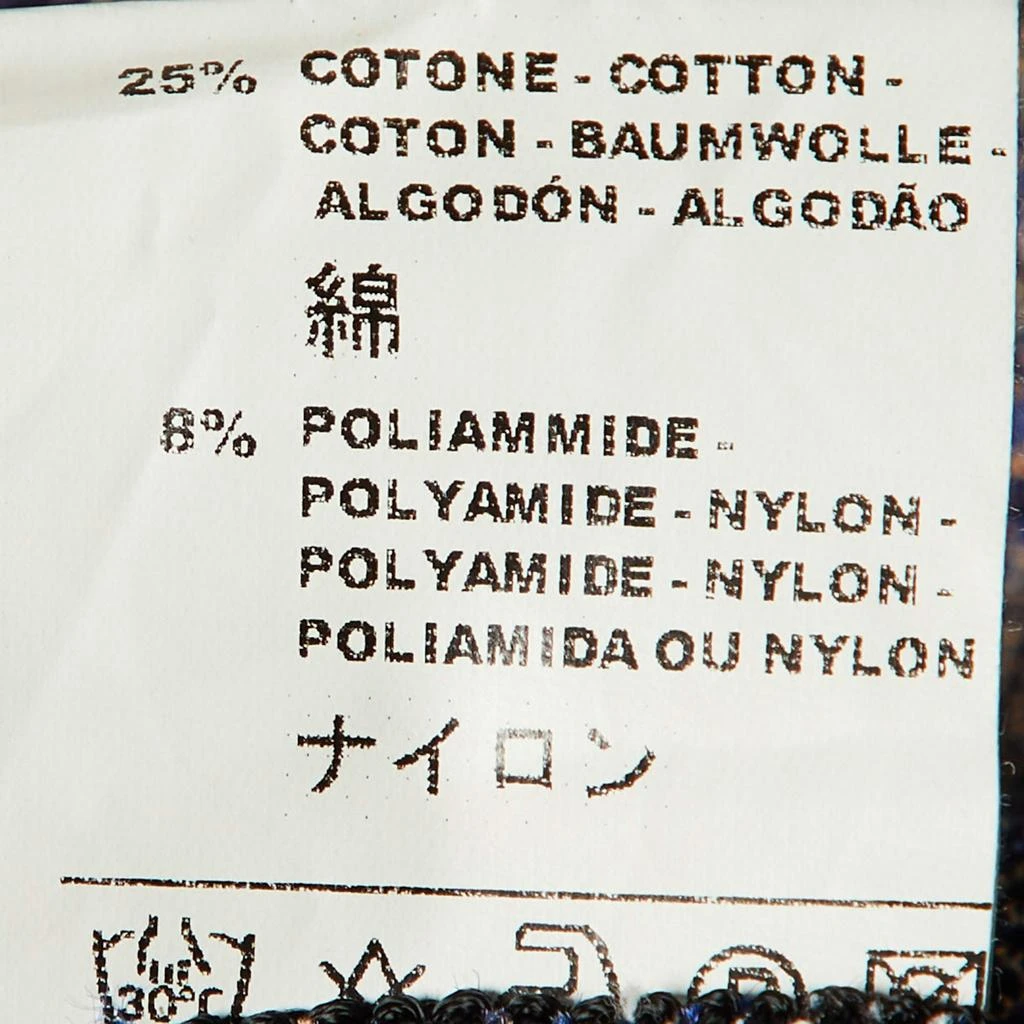 25% COTONE - COTTON -
COTON - BAUMWOLLE -
ALGODÓN - ALGODÃO
綿
8% POLIAMMIDE -
POLYAMIDE - NYLON -
POLYAMIDE - NYLON -
POLIAMIDA OU NYLON
ナイロン
30°C P